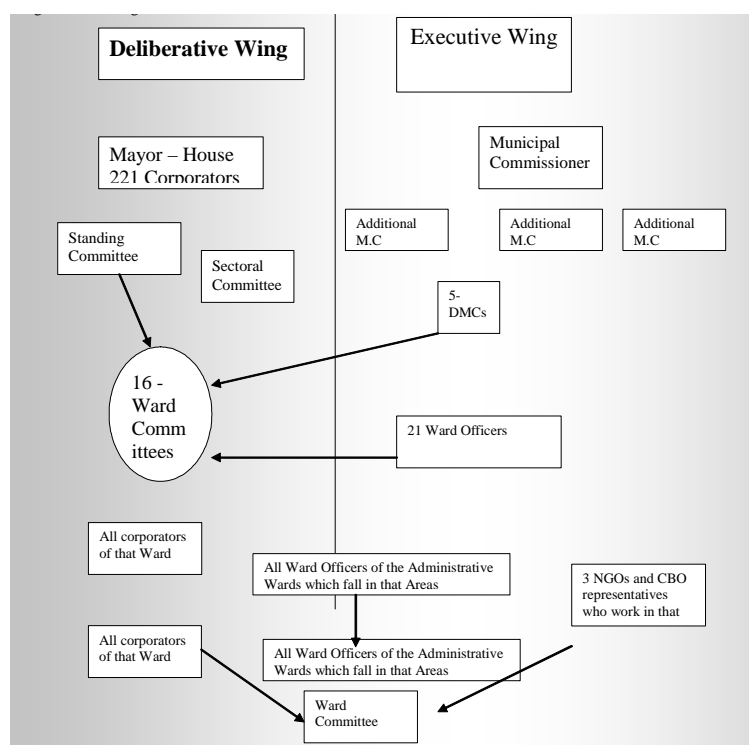 Deliberative Wing
Executive Wing
Mayor – House
221 Corporators
Municipal
Commissioner
Additional
M.C
Additional
M.C
Additional
M.C
Standing
Committee
Sectoral
Committee
5-
DMCs
16 -
Ward
Comm
ittees
21 Ward Officers
All corporators
of that Ward
All Ward Officers of the Administrative
Wards which fall in that Areas
3 NGOs and CBO
representatives
who work in that
All corporators
of that Ward
All Ward Officers of the Administrative
Wards which fall in that Areas
Ward
Committee